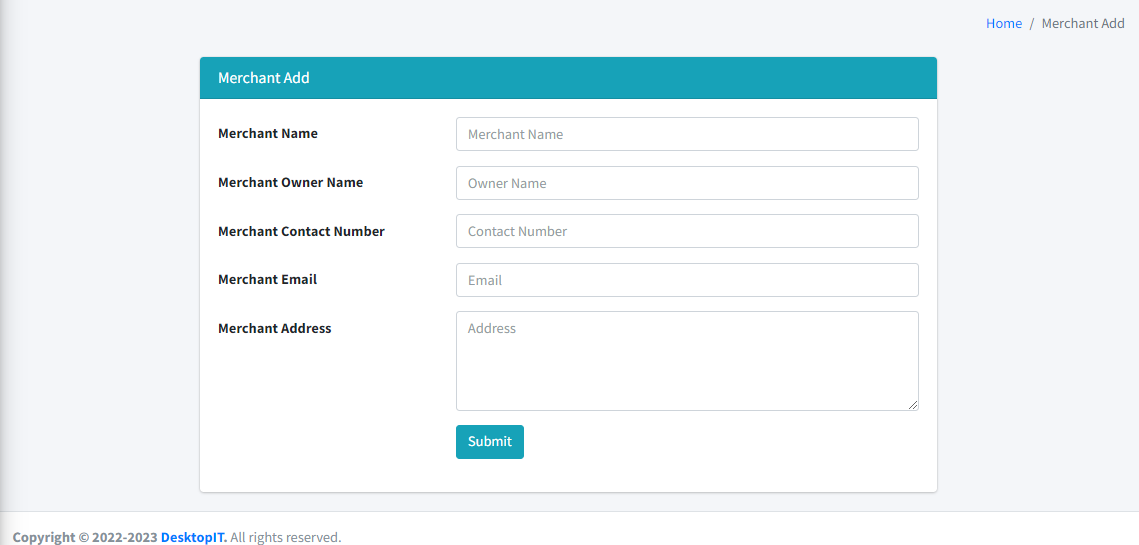 Home / Merchant Add
Merchant Add
Merchant Name Merchant Name
Merchant Owner Name Owner Name
Merchant Contact Number Contact Number
Merchant Email Email
Merchant Address Address
Submit
Copyright © 2022-2023 DesktopIT. All rights reserved.